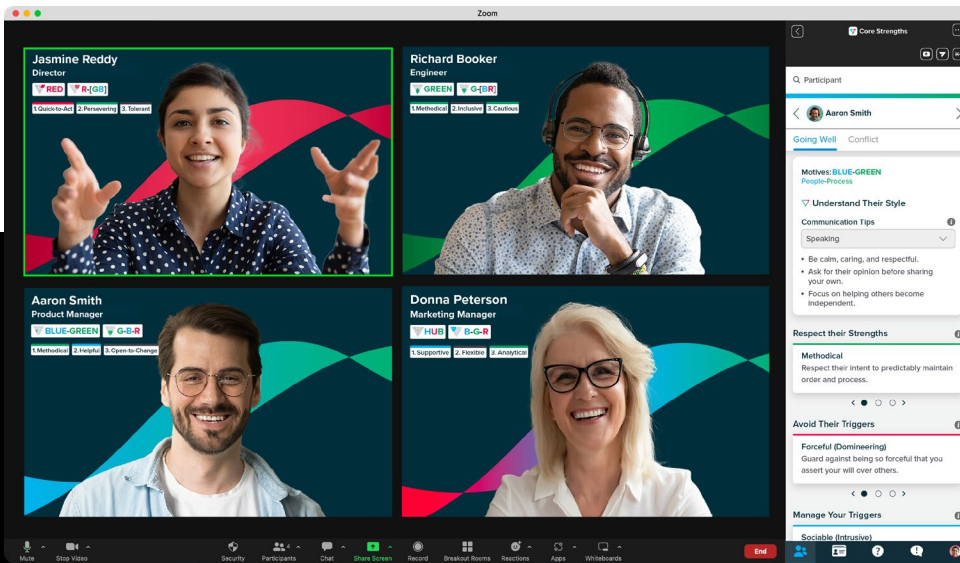 Zoom
Jasmine Reddy
Director
RED R-[GB]
1. Quick-to-Act 2. Persevering 3. Tolerant
Richard Booker
Engineer
GREEN G-[BR]
1. Methodical 2. Inclusive 3. Cautious
Aaron Smith
Product Manager
BLUE-GREEN G-B-R
1. Methodical 2. Helpful 3. Open-to-Change
Donna Peterson
Marketing Manager
HUB B-G-R
1. Supportive 2. Flexible 3. Analytical
Core Strengths
Participant
Aaron Smith
Going Well Conflict
Motives: BLUE-GREEN
People-Process
Understand Their Style
Communication Tips
Speaking
• Be calm, caring, and respectful.
• Ask for their opinion before sharing
your own.
• Focus on helping others become
independent.
Respect their Strengths
Methodical
Respect their intent to predictably maintain
order and process.
Avoid Their Triggers
Forceful (Domineering)
Guard against being so forceful that you
assert your will over others.
Manage Your Triggers
Sociable (Intrusive)
Mute Stop Video Security Participants 4 Chat Share Screen Record Breakout Rooms Reactions Apps Whiteboards End